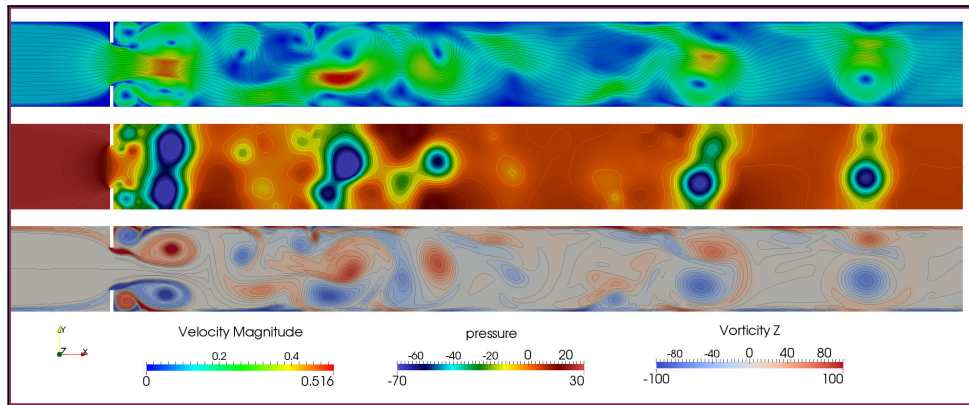 Y
Z X
Velocity Magnitude
0.2 0.4
0 0.516
pressure
-60 -40 -20 0 20
-70 30
Vorticity Z
-80 -40 0 40 80
-100 100